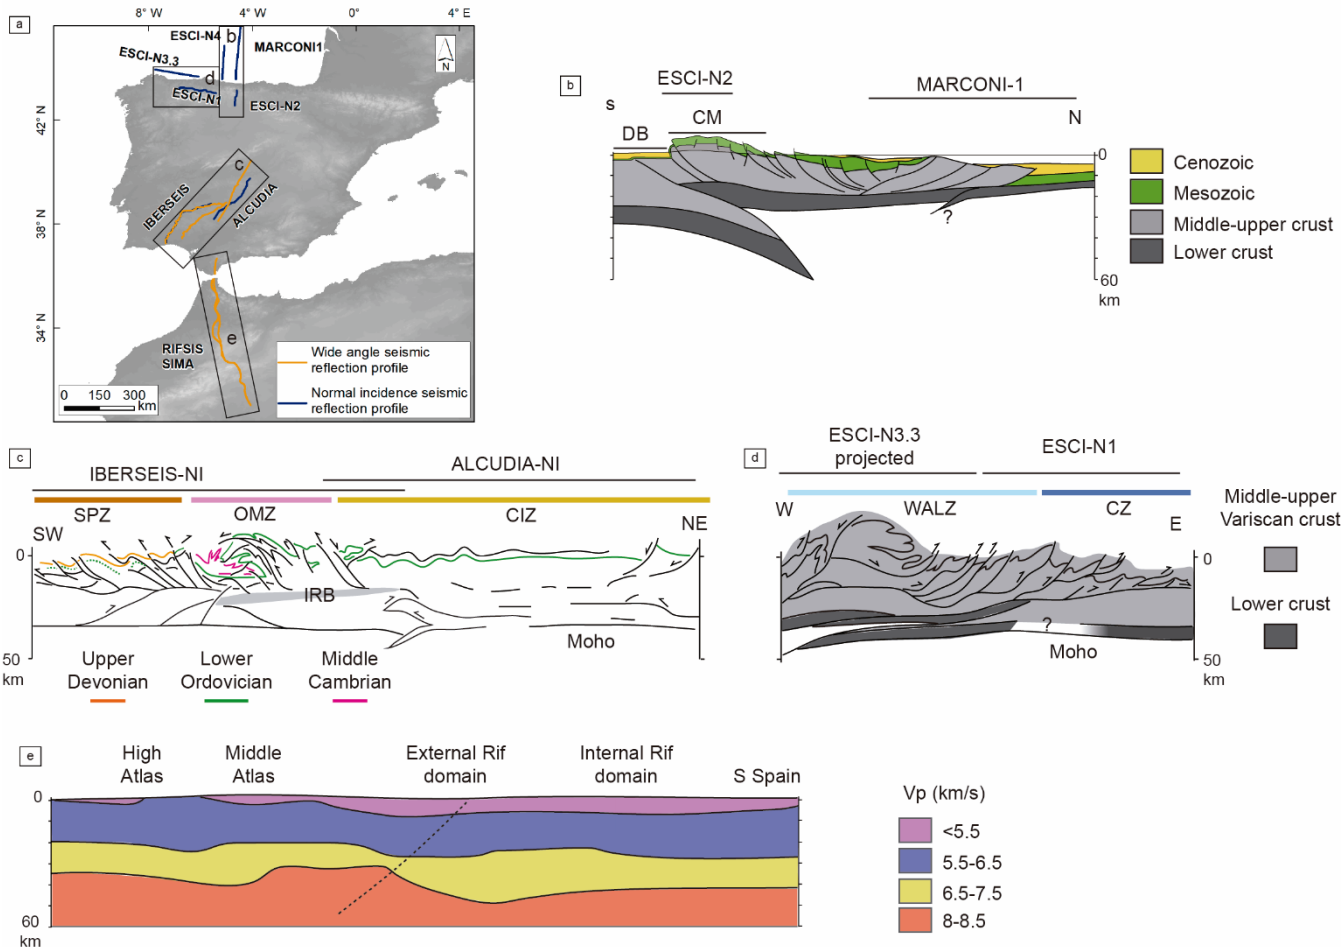 a
8° W
4° W
0°
4° E
42° N
38° N
34° N
ESCI-N4
b
MARCONI1
ESCI-N3.3
d
ESCI-N1
ESCI-N2
N
c
IBERSEIS
ALCUDIA
e
RIFSIS
SIMA
Wide angle seismic
reflection profile
Normal incidence seismic
reflection profile
0 150 300
km
b
ESCI-N2
MARCONI-1
S
CM
N
DB
0
?
60
km
Cenozoic
Mesozoic
Middle-upper crust
Lower crust
c
IBERSEIS-NI
ALCUDIA-NI
SPZ
OMZ
CIZ
SW
NE
0
IRB
Moho
50
km
Upper
Devonian
Lower
Ordovician
Middle
Cambrian
d
ESCI-N3.3
projected
ESCI-N1
W
WALZ
CZ
E
0
?
Moho
50
km
Middle-upper
Variscan crust
Lower crust
e
High
Atlas
Middle
Atlas
External Rif
domain
Internal Rif
domain
S Spain
0
60
km
Vp (km/s)
<5.5
5.5-6.5
6.5-7.5
8-8.5